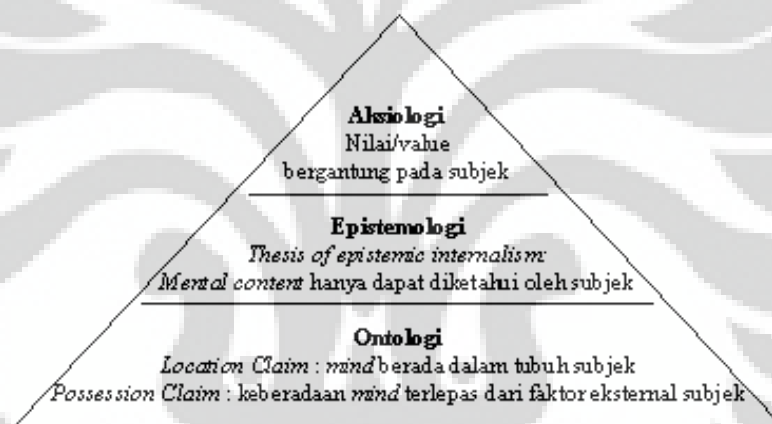 Aksiologi
Nilai/value
bergantung pada subjek
Epistemologi
Thesis of epistemic internalism:
Mental content hanya dapat diketahui oleh subjek
Ontologi
Location Claim : mind berada dalam tubuh subjek
Possession Claim : keberadaan mind terlepas dari faktor eksternal subjek